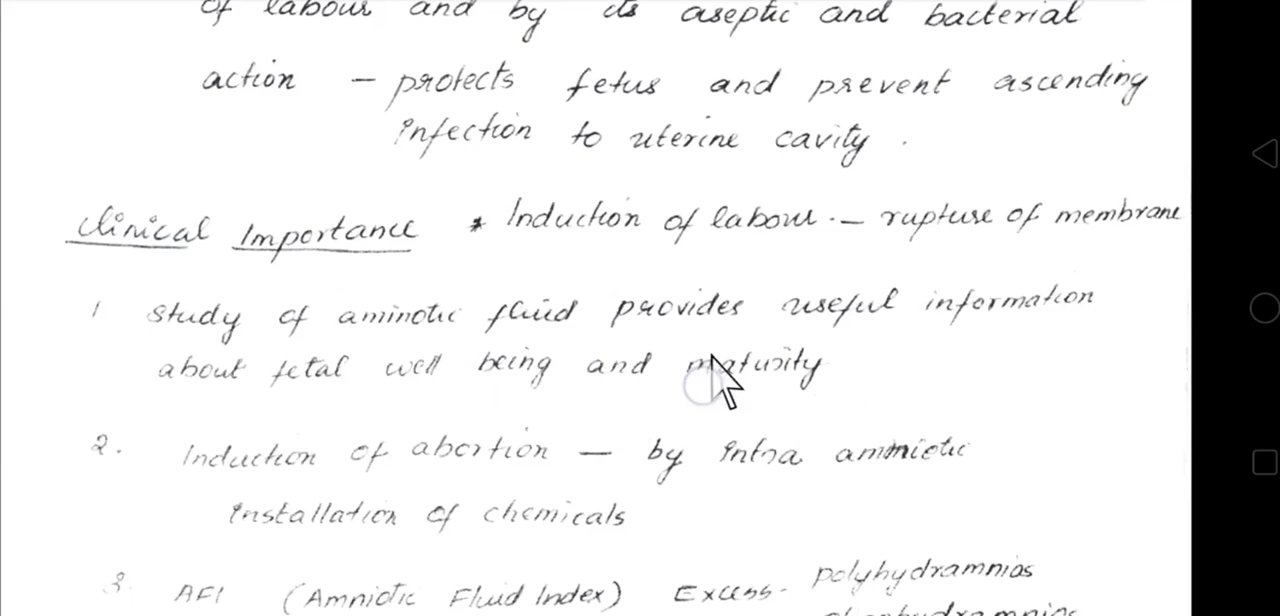 of labour and by its aseptic and bacterial
action – protects fetus and prevent ascending
infection to uterine cavity .
Clinical Importance * Induction of labour . – rupture of membrane
1 study of aminotic fluid provides useful information
about fetal well being and maturity
2. Induction of abortion – by intra amniotic
installation of chemicals
3. AFI (Amniotic Fluid Index) Excess - polyhydramnios